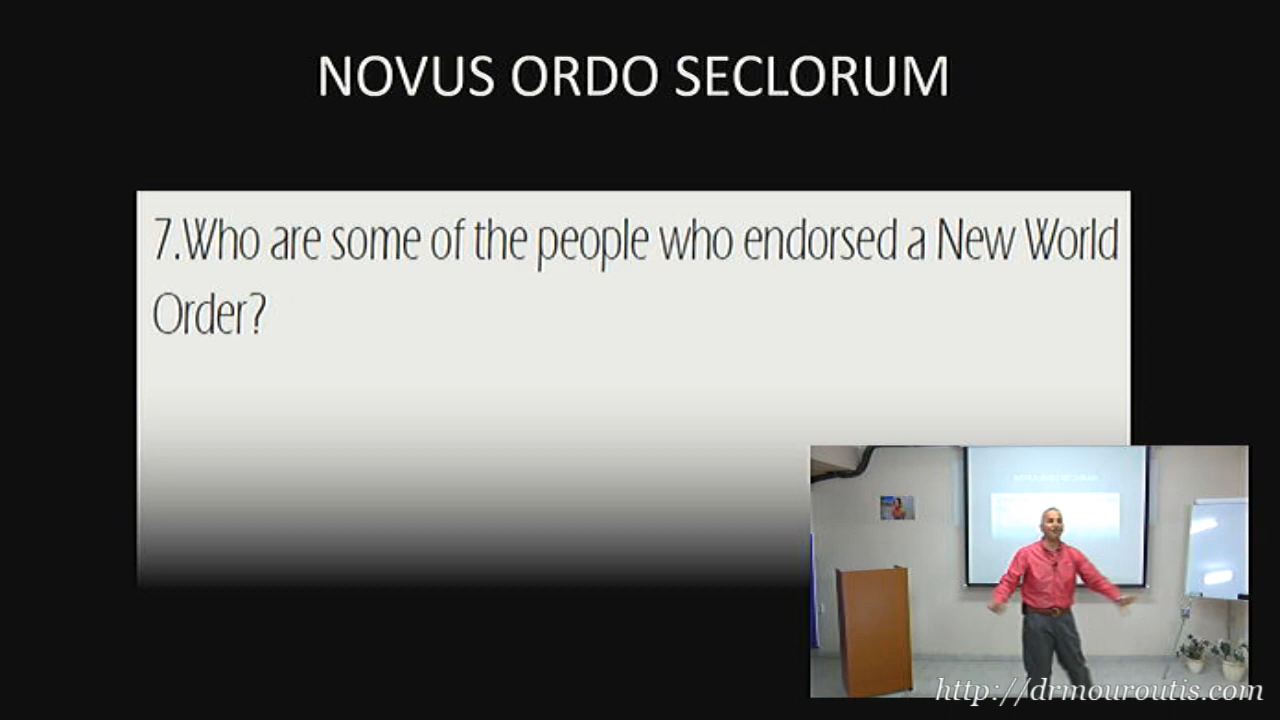 NOVUS ORDO SECLORUM
7.Who are some of the people who endorsed a New World
Order?
http://drmouroutis.com